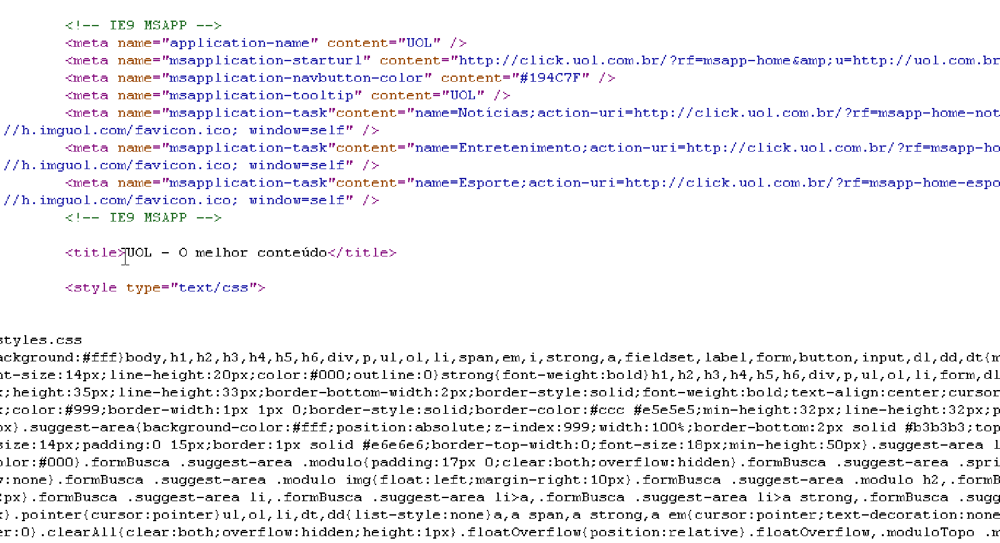 <!-- IE9 MSAPP -->
<meta name="application-name" content="UOL" />
<meta name="msapplication-starturl" content="http://click.uol.com.br/?rf=msapp-home&amp;u=http://uol.com.br
<meta name="msapplication-navbutton-color" content="#194C7F" />
<meta name="msapplication-tooltip" content="UOL" />
<meta name="msapplication-task"content="name=Notícias;action-uri=http://click.uol.com.br/?rf=msapp-home-not
//h.imguol.com/favicon.ico; window=self" />
<meta name="msapplication-task"content="name=Entretenimento;action-uri=http://click.uol.com.br/?rf=msapp-ho
//h.imguol.com/favicon.ico; window=self" />
<meta name="msapplication-task"content="name=Esporte;action-uri=http://click.uol.com.br/?rf=msapp-home-espo
//h.imguol.com/favicon.ico; window=self" />
<!-- IE9 MSAPP -->
<title>UOL - O melhor conteúdo</title>
<style type="text/css">
styles.css
ackground:#fff}body,h1,h2,h3,h4,h5,h6,div,p,ul,ol,li,span,em,i,strong,a,fieldset,label,form,button,input,dl,dd,dt{m
nt-size:14px;line-height:20px;color:#000;outline:0}strong{font-weight:bold}h1,h2,h3,h4,h5,h6,div,p,ul,ol,li,form,dl
;height:35px;line-height:33px;border-bottom-width:2px;border-style:solid;font-weight:bold;text-align:center;cursor
;color:#999;border-width:1px 1px 0;border-style:solid;border-color:#ccc #e5e5e5;min-height:32px;line-height:32px;p
px}.suggest-area{background-color:#fff;position:absolute;z-index:999;width:100%;border-bottom:2px solid #b3b3b3;top
size:14px;padding:0 15px;border:1px solid #e6e6e6;border-top-width:0;font-size:18px;min-height:50px}.suggest-area l
olor:#000}.formBusca .suggest-area .modulo{padding:17px 0;clear:both;overflow:hidden}.formBusca .suggest-area .spri
w:none}.formBusca .suggest-area .modulo img{float:left;margin-right:10px}.formBusca .suggest-area .modulo h2,.formB
:px}.formBusca .suggest-area li,.formBusca .suggest-area li>a,.formBusca .suggest-area li>a strong,.formBusca .sugg
x}.pointer{cursor:pointer}ul,ol,li,dt,dd{list-style:none}a,a span,a strong,a em{cursor:pointer;text-decoration:none
er:0}.clearAll{clear:both;overflow:hidden;height:1px}.floatOverflow{position:relative}.floatOverflow,.moduloTopo .m